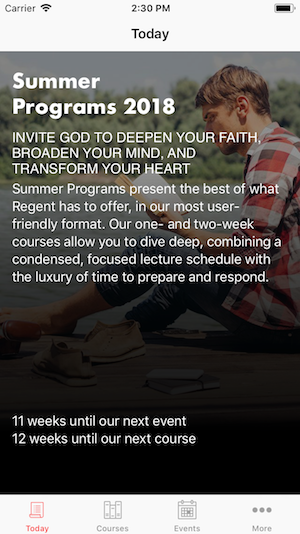 Carrier 2:30 PM
Today
Summer
Programs 2018
INVITE GOD TO DEEPEN YOUR FAITH,
BROADEN YOUR MIND, AND
TRANSFORM YOUR HEART
Summer Programs present the best of what
Regent has to offer, in our most user-
friendly format. Our one- and two-week
courses allow you to dive deep, combining a
condensed, focused lecture schedule with
the luxury of time to prepare and respond.
11 weeks until our next event
12 weeks until our next course
Today Courses Events More